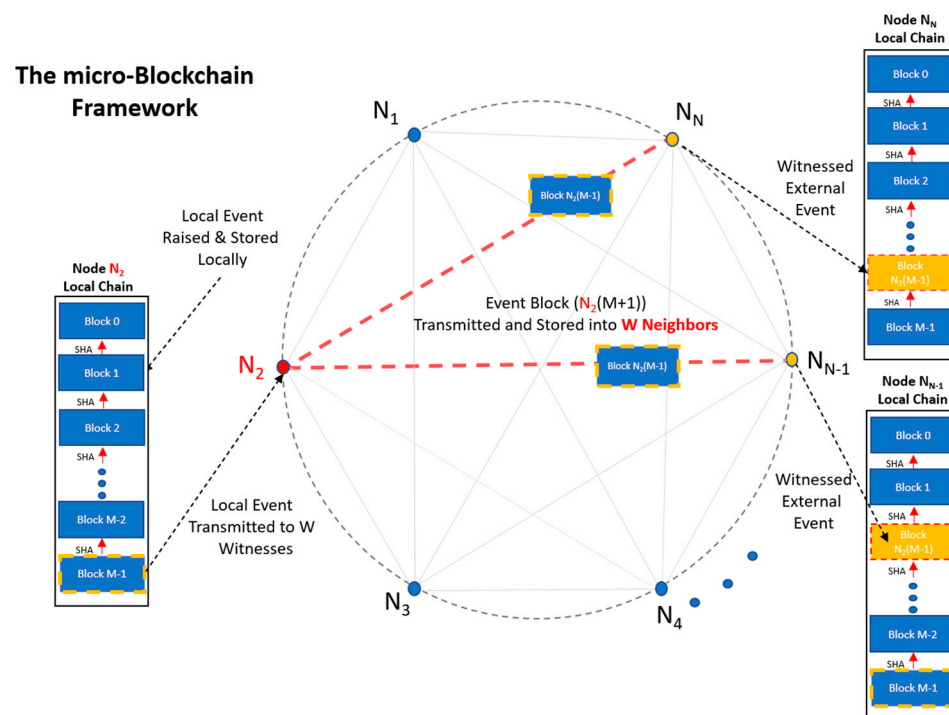 The micro-Blockchain
Framework
N₁
N_N
Block N₂(M-1)
Local Event
Raised & Stored
Locally
Node N₂
Local Chain
Block 0
SHA
Block 1
SHA
Block 2
SHA
Block M-2
SHA
Block M-1
N₂
Event Block (N₂(M+1))
Transmitted and Stored into W Neighbors
Block N₂(M-1)
N_N-1
Local Event
Transmitted to W
Witnesses
N₃
N₄
Witnessed
External
Event
Node N_N
Local Chain
Block 0
SHA
Block 1
SHA
Block 2
SHA
Block
N₂(M-1)
SHA
Block M-1
Witnessed
External
Event
Node N_N-1
Local Chain
Block 0
SHA
Block 1
SHA
Block
N₂(M-1)
SHA
Block M-2
SHA
Block M-1